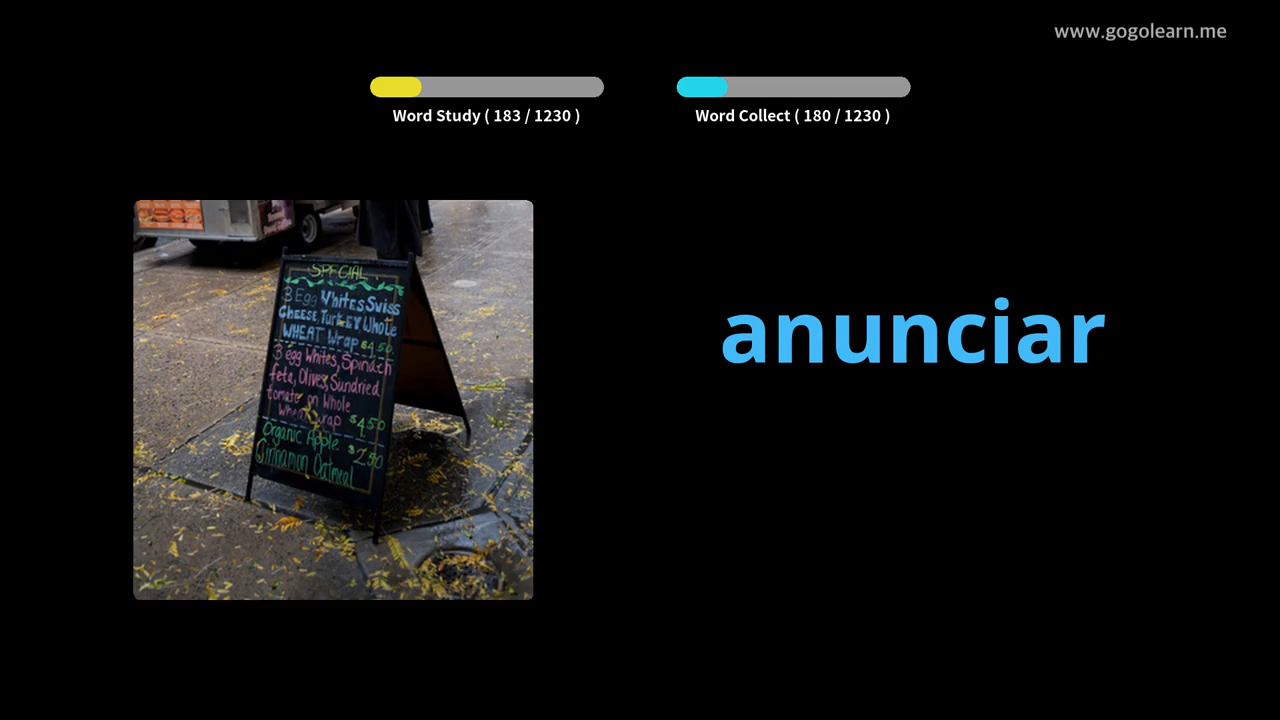 www.gogolearn.me
Word Study ( 183 / 1230 )
Word Collect ( 180 / 1230 )
SPECIAL
3 Egg Whites Swiss
Cheese, Turkey Whole
WHEAT Wrap $4.50
3 egg Whites, Spinach
feta, Olives, Sundried
tomato on Whole
Wheat Wrap $4.50
Organic Apple $2.50
Cinnamon Oatmeal
anunciar